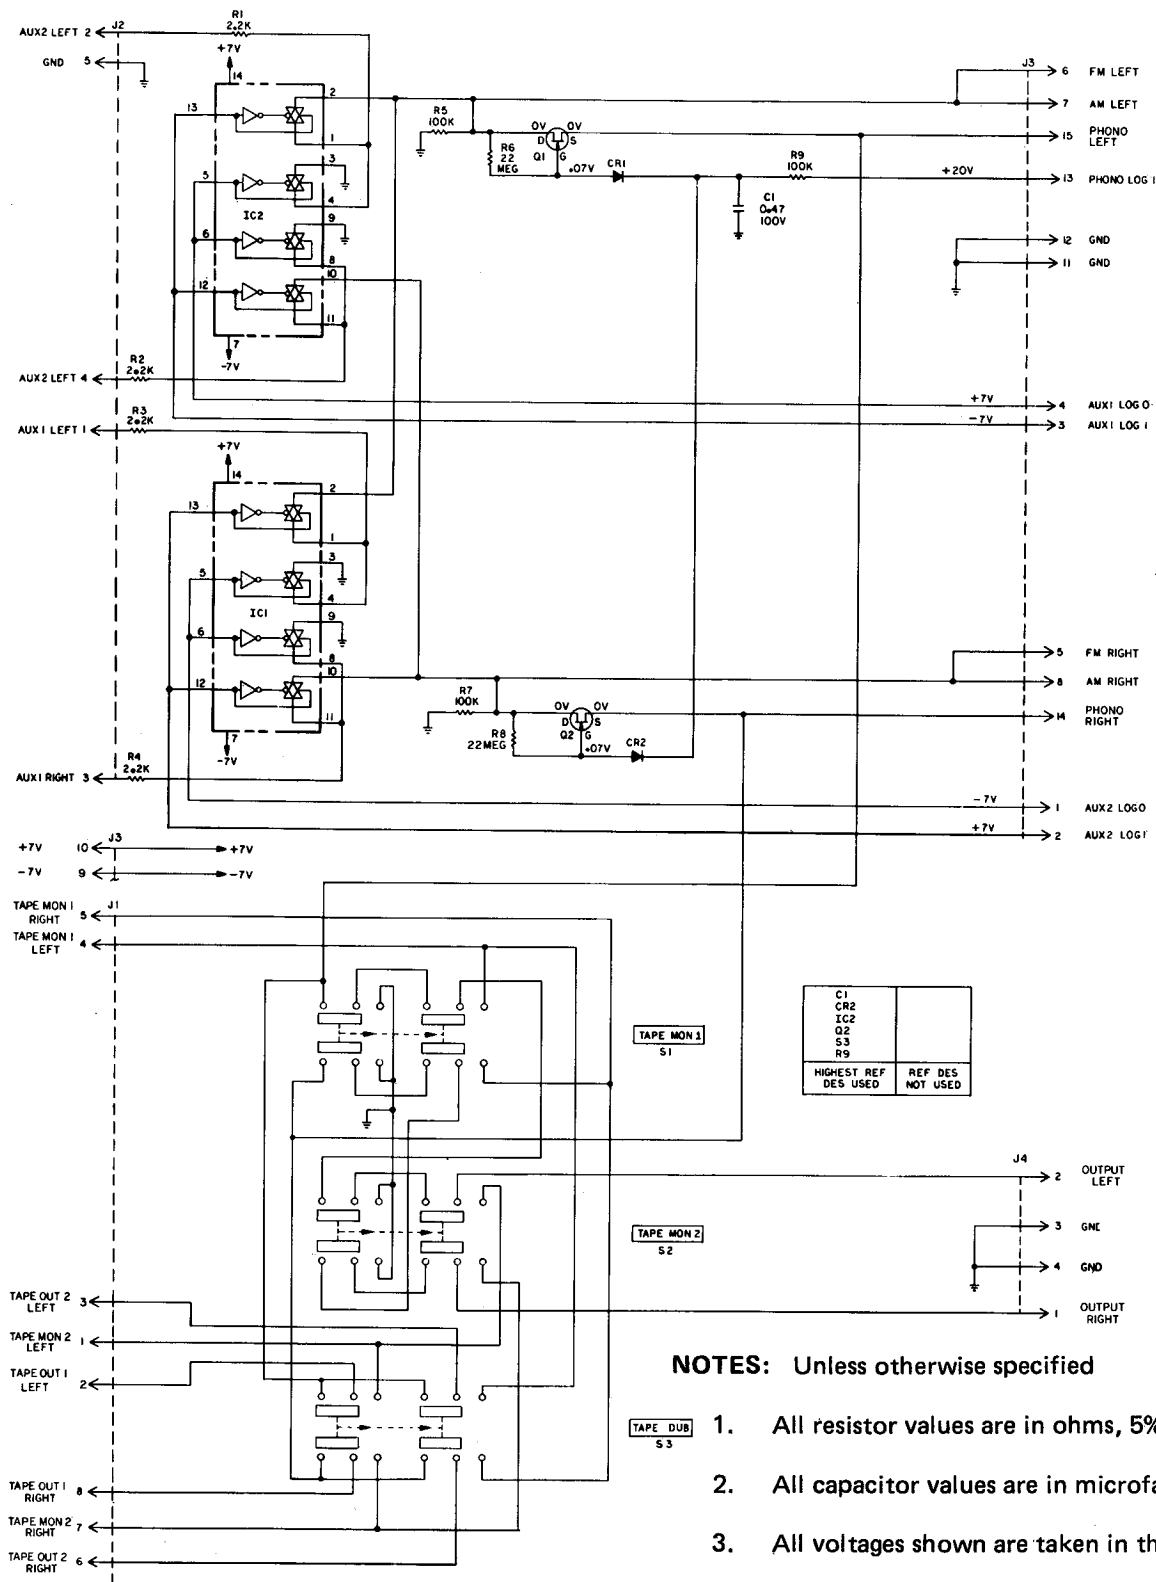 AUX2 LEFT 2
J2
R1
2.2K
+7V
GND 5
14
13
2
1
5
3
4
IC2
6
9
8
12
10
11
7
-7V
R2
2.2K
AUX2 LEFT 4
R3
2.2K
AUX1 LEFT 1
R5
100K
R6
22
MEG
0V
0V
D
S
Q1
G
.07V
CR1
R9
100K
+20V
C1
0.47
100V
J3
6 FM LEFT
7 AM LEFT
15 PHONO
LEFT
13 PHONO LOG 1
12 GND
11 GND
+7V
4 AUX1 LOG 0
-7V
3 AUX1 LOG 1
+7V
14
13
2
1
5
3
4
IC1
6
9
8
12
10
11
7
-7V
R4
2.2K
AUX1 RIGHT 3
R7
100K
R8
22MEG
0V
0V
D
S
Q2
G
.07V
CR2
5 FM RIGHT
8 AM RIGHT
14 PHONO
RIGHT
-7V
1 AUX2 LOG0
+7V
2 AUX2 LOG1
J3
+7V 10
+7V
-7V 9
-7V
TAPE MON 1
RIGHT 5
J1
TAPE MON 1
LEFT 4
TAPE MON 1
S1
C1
CR2
IC2
Q2
S3
R9
HIGHEST REF
DES USED
REF DES
NOT USED
TAPE MON 2
S2
J4
2 OUTPUT
LEFT
3 GND
4 GND
1 OUTPUT
RIGHT
TAPE OUT 2
LEFT 3
TAPE MON 2
LEFT 1
TAPE OUT 1
LEFT 2
TAPE DUB
S3
TAPE OUT 1
RIGHT 8
TAPE MON 2
RIGHT 7
TAPE OUT 2
RIGHT 6
NOTES: Unless otherwise specified
1. All resistor values are in ohms, 5%
2. All capacitor values are in microfa
3. All voltages shown are taken in th